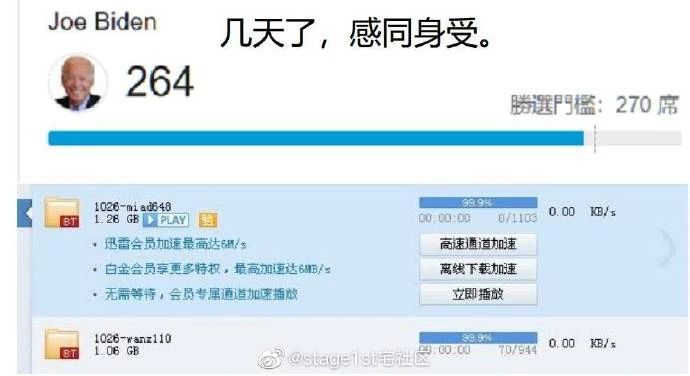 Joe Biden
几天了，感同身受。
264
勝選門檻：270 席
1026-miad648
1.26 GB PLAY 验
BT
99.9%
00:00:00 0/1103
0.00 KB/s
迅雷会员加速最高达6M/s
高速通道加速
白金会员享更多特权，最高加速达6MB/s
离线下载加速
无需等待，会员专属通道加速播放
立即播放
1026-wanz110
1.06 GB
BT
99.9%
00:00:00 70/944
0.00 KB/s
@stage1st宅社区